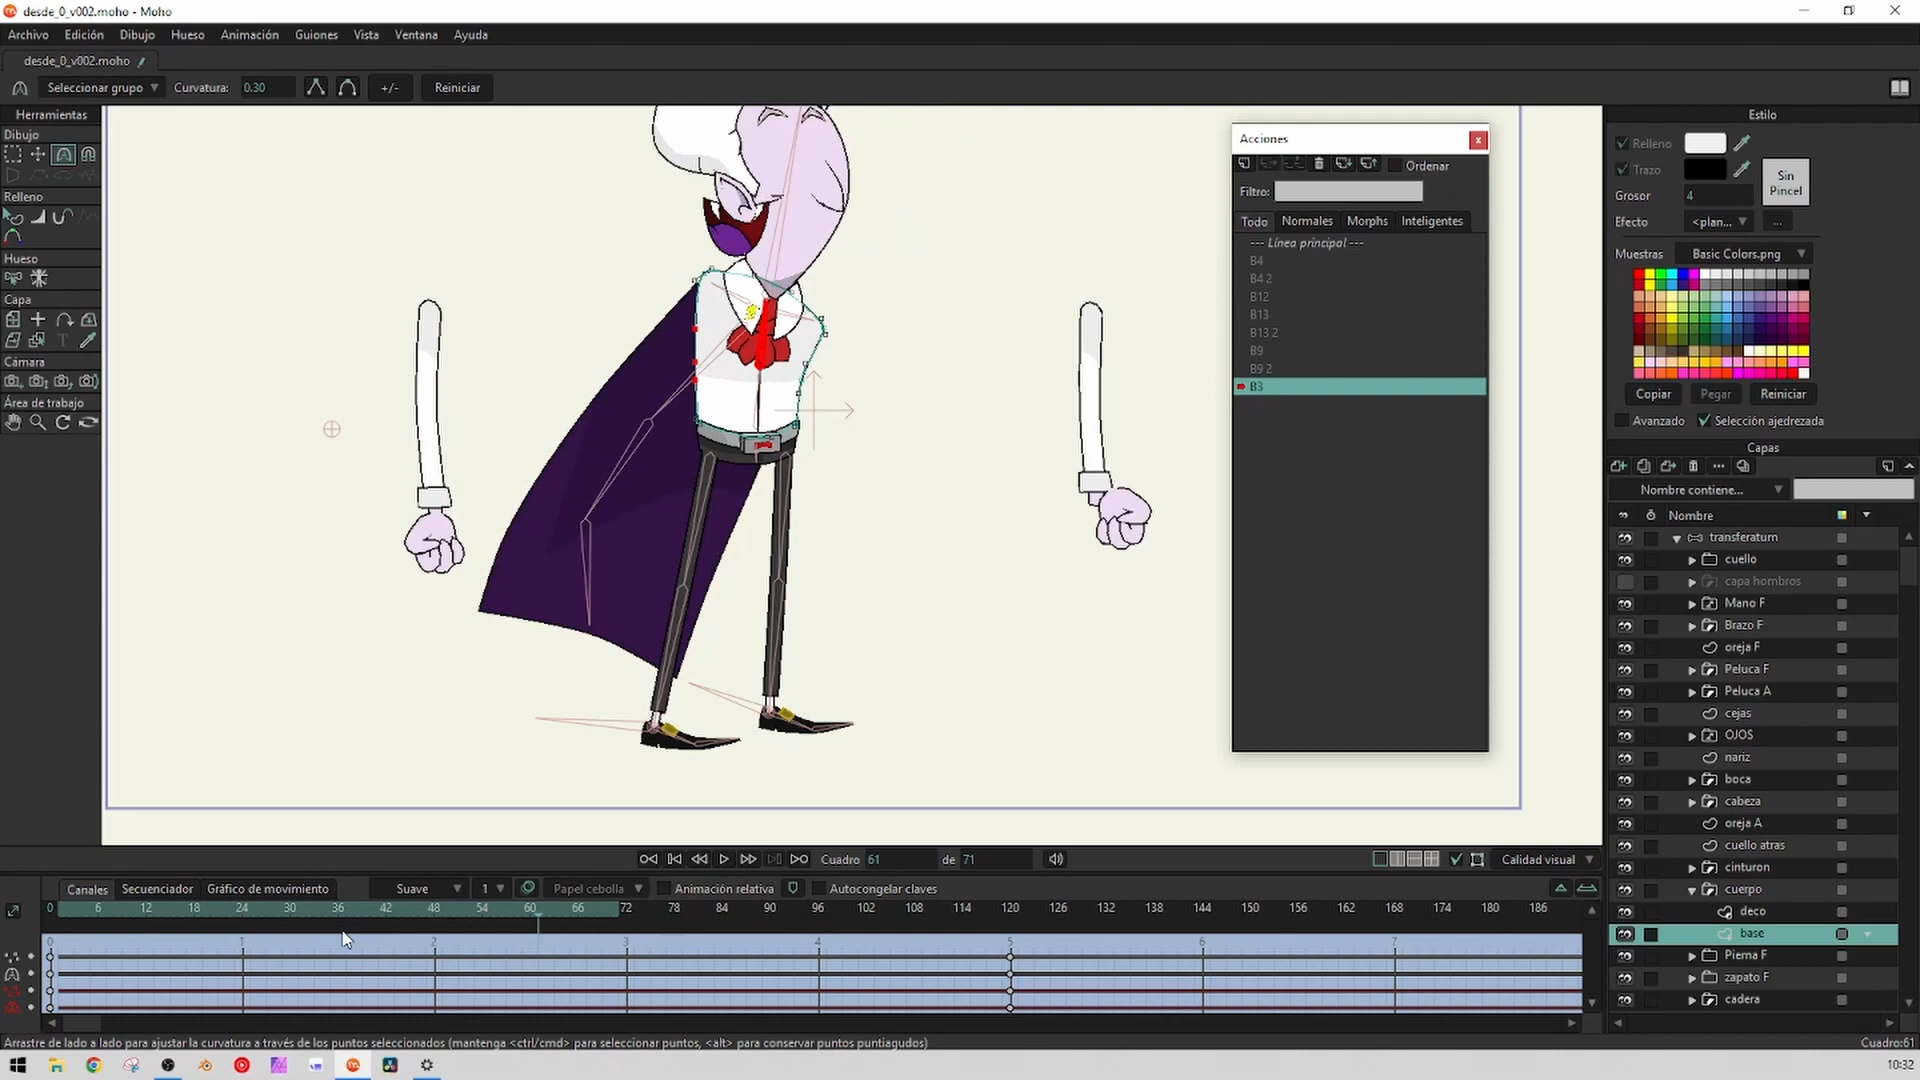 desde_0_v002.moho - Moho
Archivo Edición Dibujo Hueso Animación Guiones Vista Ventana Ayuda
desde_0_v002.moho
Seleccionar grupo Curvatura: 0.30 +/- Reiniciar
Herramientas
Dibujo
Relleno
Hueso
Capa
Cámara
Área de trabajo
Acciones
Ordenar
Filtro:
Todo Normales Morphs Inteligentes
--- Línea principal ---
B4
B4 2
B12
B13
B13 2
B9
B9 2
B3
Estilo
Relleno
Trazo
Sin
Pincel
Grosor 4
Efecto <plan... ...
Muestras Basic Colors.png
Copiar Pegar Reiniciar
Avanzado Selección ajedrezada
Capas
Nombre contiene...
Nombre
transferatum
cuello
capa hombros
Mano F
Brazo F
oreja F
Peluca F
Peluca A
cejas
OJOS
nariz
boca
cabeza
oreja A
cuello atras
cinturon
cuerpo
deco
base
Pierna F
zapato F
cadera
Cuadro 61 de 71 Calidad visual
Canales Secuenciador Gráfico de movimiento Suave 1 Papel cebolla Animación relativa Autocongelar claves
0 6 12 18 24 30 36 42 48 54 60 66 72 78 84 90 96 102 108 114 120 126 132 138 144 150 156 162 168 174 180 186
0 1 2 3 4 5 6 7
Arrastre de lado a lado para ajustar la curvatura a través de los puntos seleccionados (mantenga <ctrl/cmd> para seleccionar puntos, <alt> para conservar puntos puntiagudos)
Cuadro:61
10:32